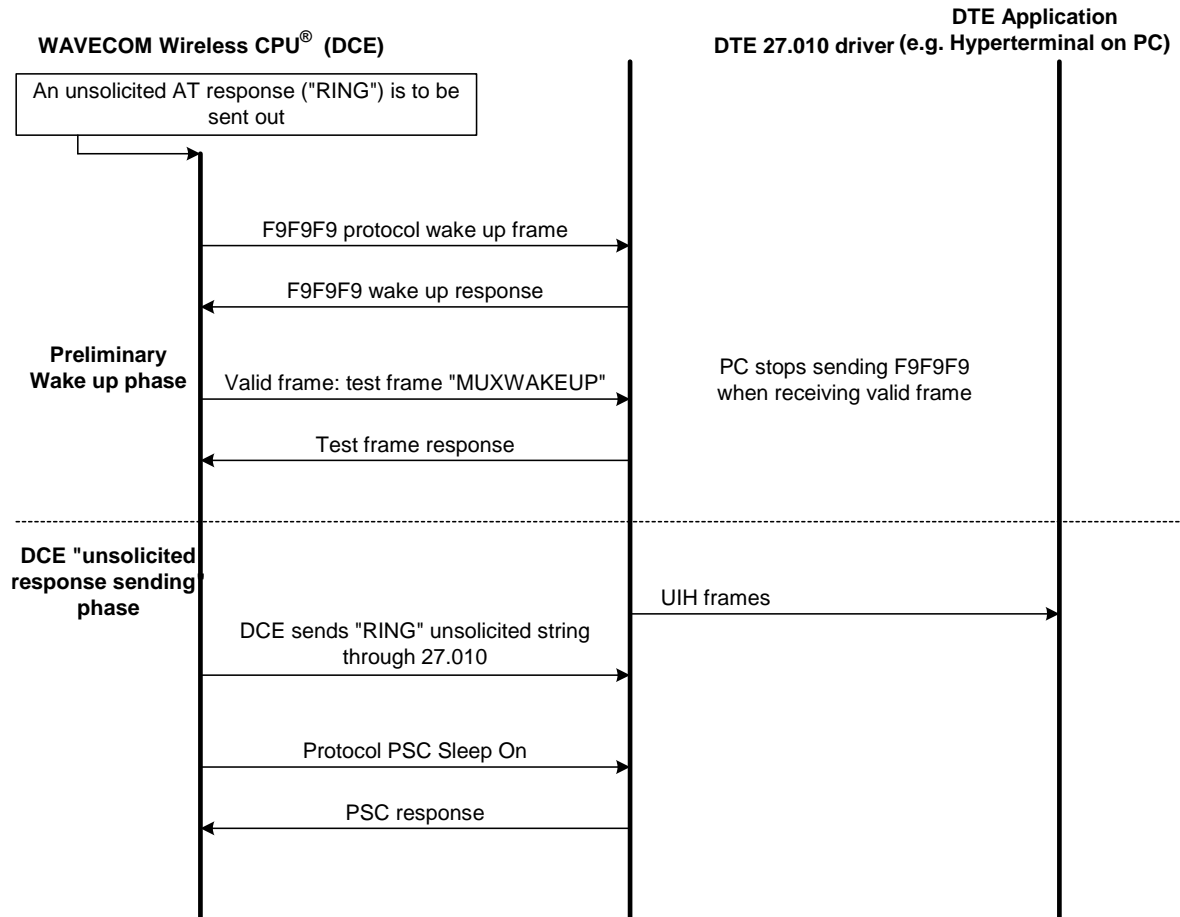 DTE Application
WAVECOM Wireless CPU® (DCE)
DTE 27.010 driver (e.g. Hyperterminal on PC)
An unsolicited AT response ("RING") is to be
sent out
F9F9F9 protocol wake up frame
F9F9F9 wake up response
Preliminary
Wake up phase
Valid frame: test frame "MUXWAKEUP"
PC stops sending F9F9F9
when receiving valid frame
Test frame response
DCE "unsolicited
response sending
phase
UIH frames
DCE sends "RING" unsolicited string
through 27.010
Protocol PSC Sleep On
PSC response